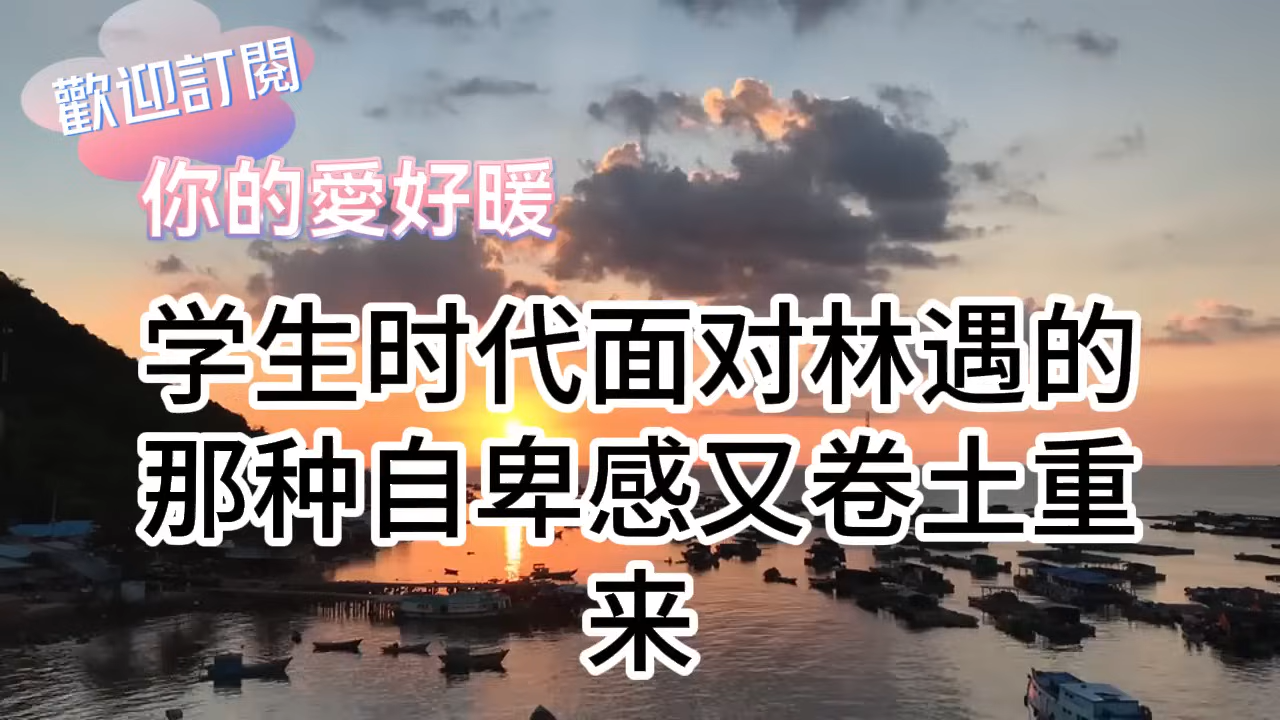 歡迎訂閱
你的愛好暖
学生时代面对林遇的
那种自卑感又卷土重
来